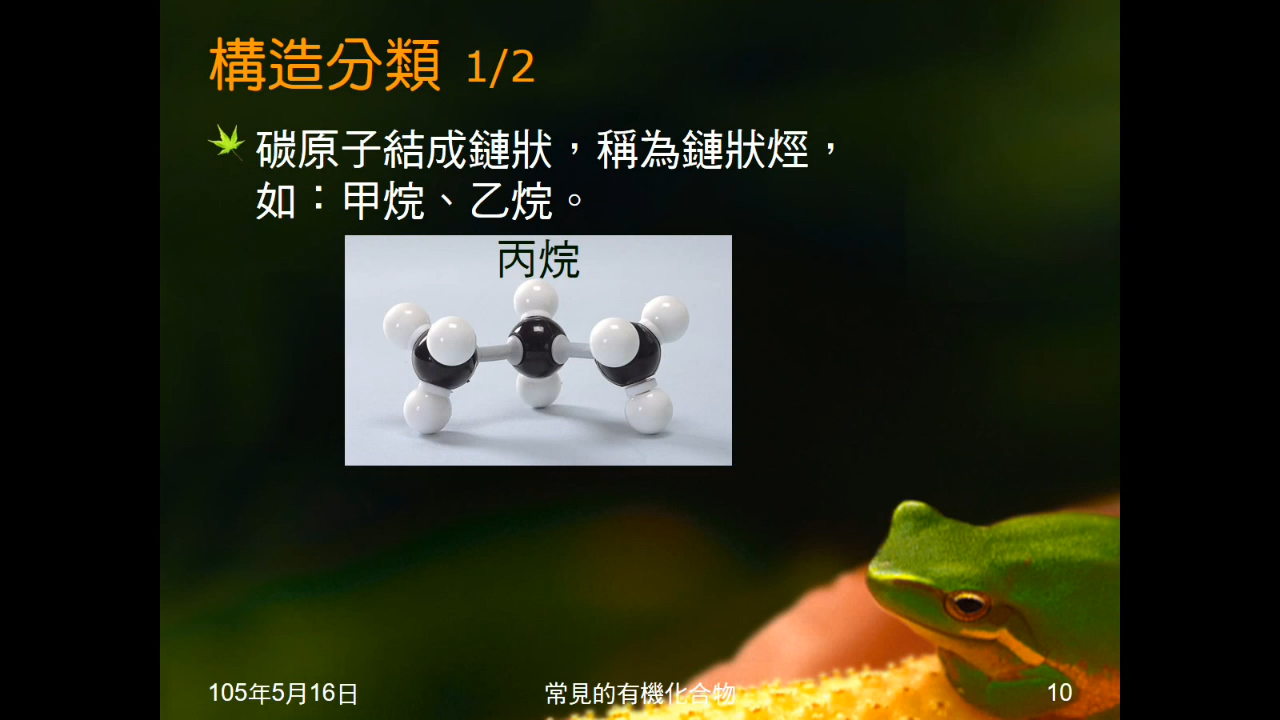 構造分類 1/2
碳原子結成鏈狀，稱為鏈狀烴，
如：甲烷、乙烷。
丙烷
105年5月16日
常見的有機化合物
10